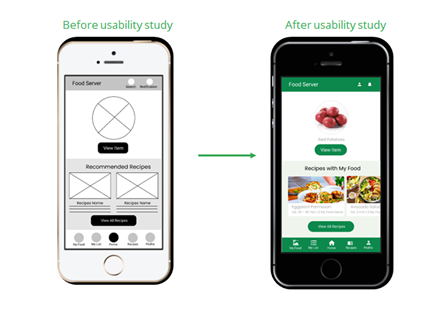 Before usability study
After usability study
Food Server
Search Notification
View Item
Recommended Recipes
Recipes Name
Recipes Name
View All Recipes
My Food My List Home Recipes Profile
Food Server
Red Potatoes
View Item
Recipes with My Food
Eggplant Parmesan
View All Recipes
My Food My List Home Recipes Profile